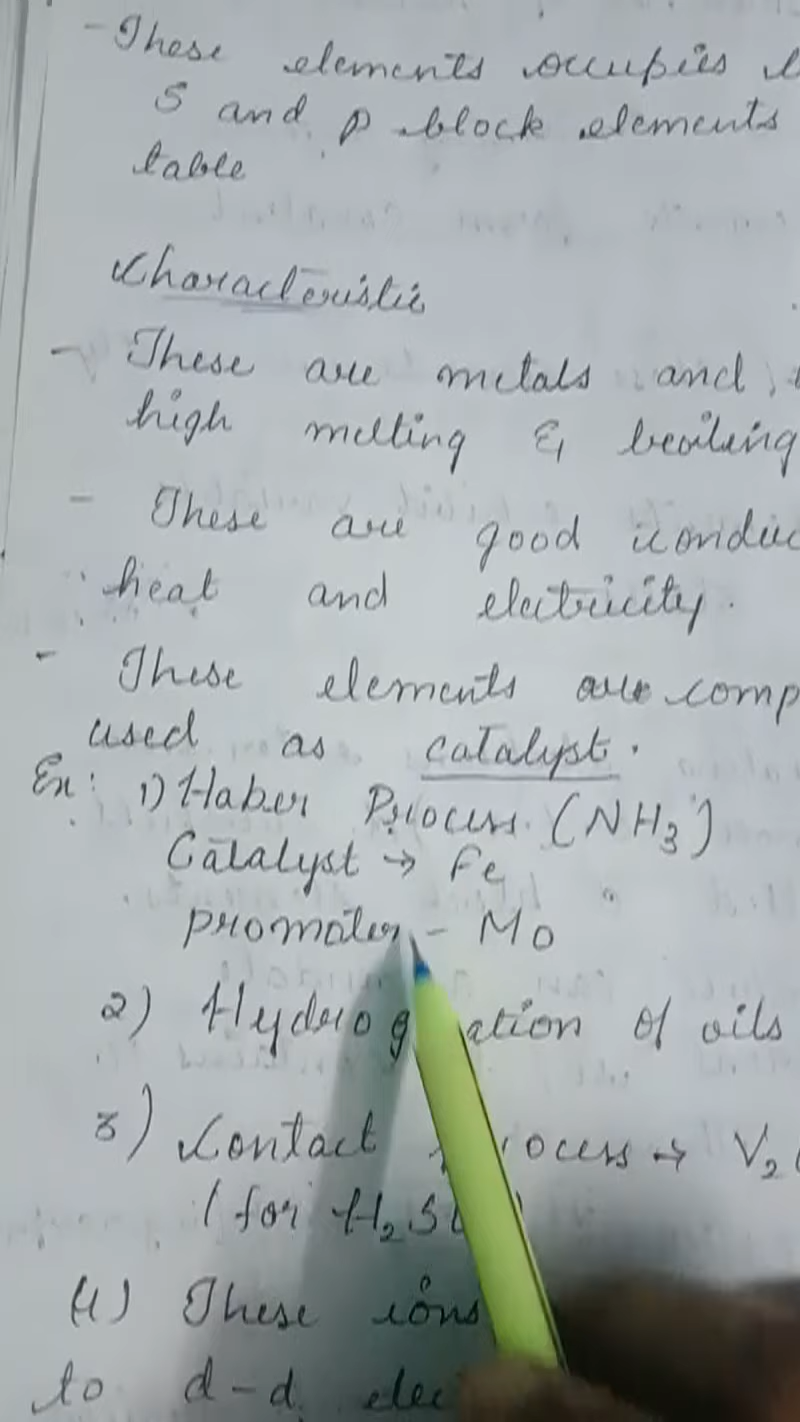 - These elements occupies
S and p block elements
table
Characteristic
- These are metals and
high melting & boiling
- These are good conduc
heat and electricity.
- These elements are comp
used as catalyst.
Ex: 1) Haber Process (NH3)
Catalyst → Fe
promoter - Mo
2) Hydrog ation of oils
3) Contact ocess → V2
(for H2S
(4) These ions
to d-d elec